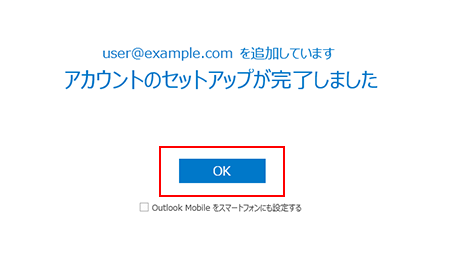 user@example.com を追加しています
アカウントのセットアップが完了しました
OK
Outlook Mobile をスマートフォンにも設定する